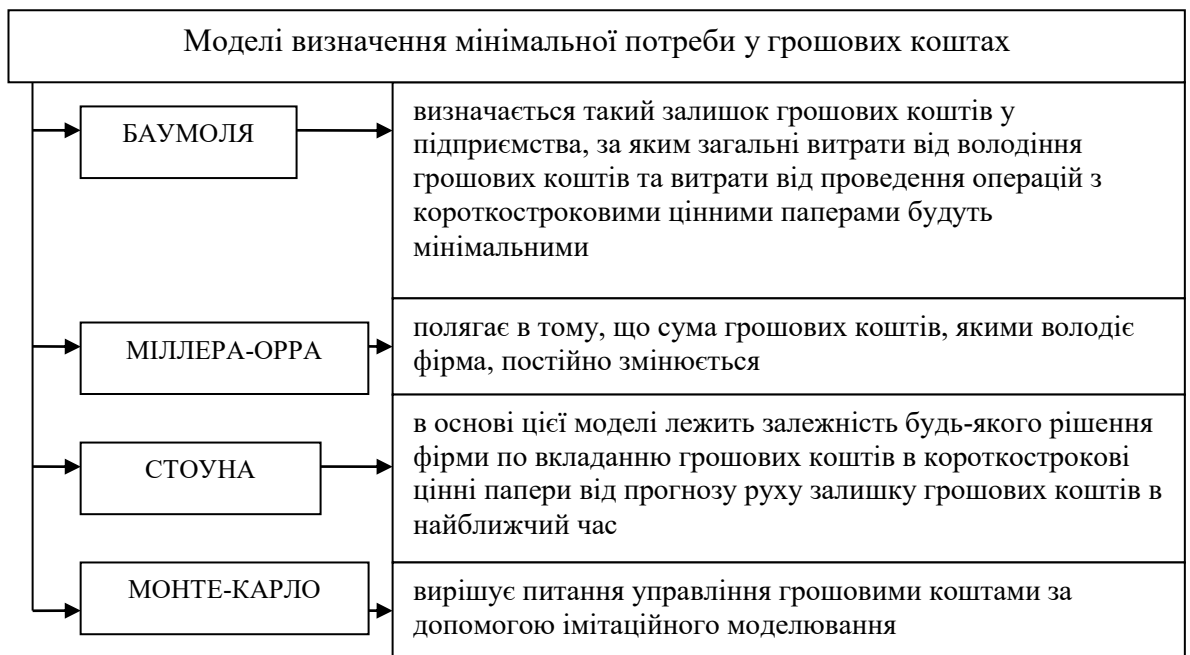 Моделі визначення мінімальної потреби у грошових коштах
БАУМОЛЯ
визначається такий залишок грошових коштів у
підприємства, за яким загальні витрати від володіння
грошових коштів та витрати від проведення операцій з
короткостроковими цінними паперами будуть
мінімальними
МІЛЛЕРА-ОРРА
полягає в тому, що сума грошових коштів, якими володіє
фірма, постійно змінюється
СТОУНА
в основі цієї моделі лежить залежність будь-якого рішення
фірми по вкладанню грошових коштів в короткострокові
цінні папери від прогнозу руху залишку грошових коштів в
найближчий час
МОНТЕ-КАРЛО
вирішує питання управління грошовими коштами за
допомогою імітаційного моделювання